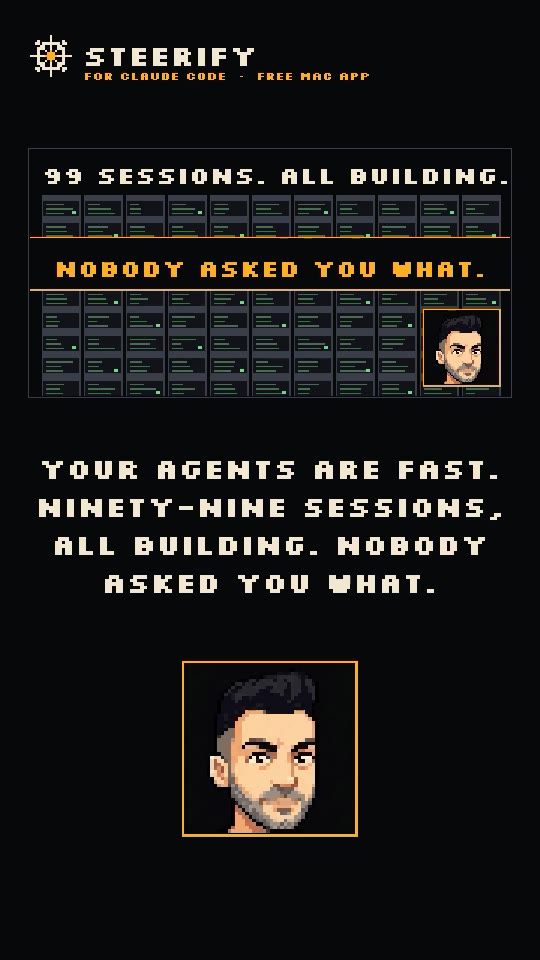 STEERIFY
FOR CLAUDE CODE - FREE MAC APP
99 SESSIONS. ALL BUILDING.
NOBODY ASKED YOU WHAT.
YOUR AGENTS ARE FAST.
NINETY-NINE SESSIONS,
ALL BUILDING. NOBODY
ASKED YOU WHAT.